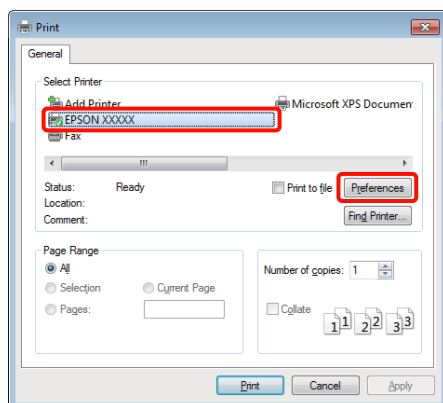 Print
General
Select Printer
Add Printer
Microsoft XPS Documen
EPSON XXXXX
Fax
Status: Ready
Print to file
Preferences
Location:
Comment:
Find Printer...
Page Range
All
Selection
Current Page
Pages:
Number of copies: 1
Collate
1 1 2 2 3 3
Print
Cancel
Apply